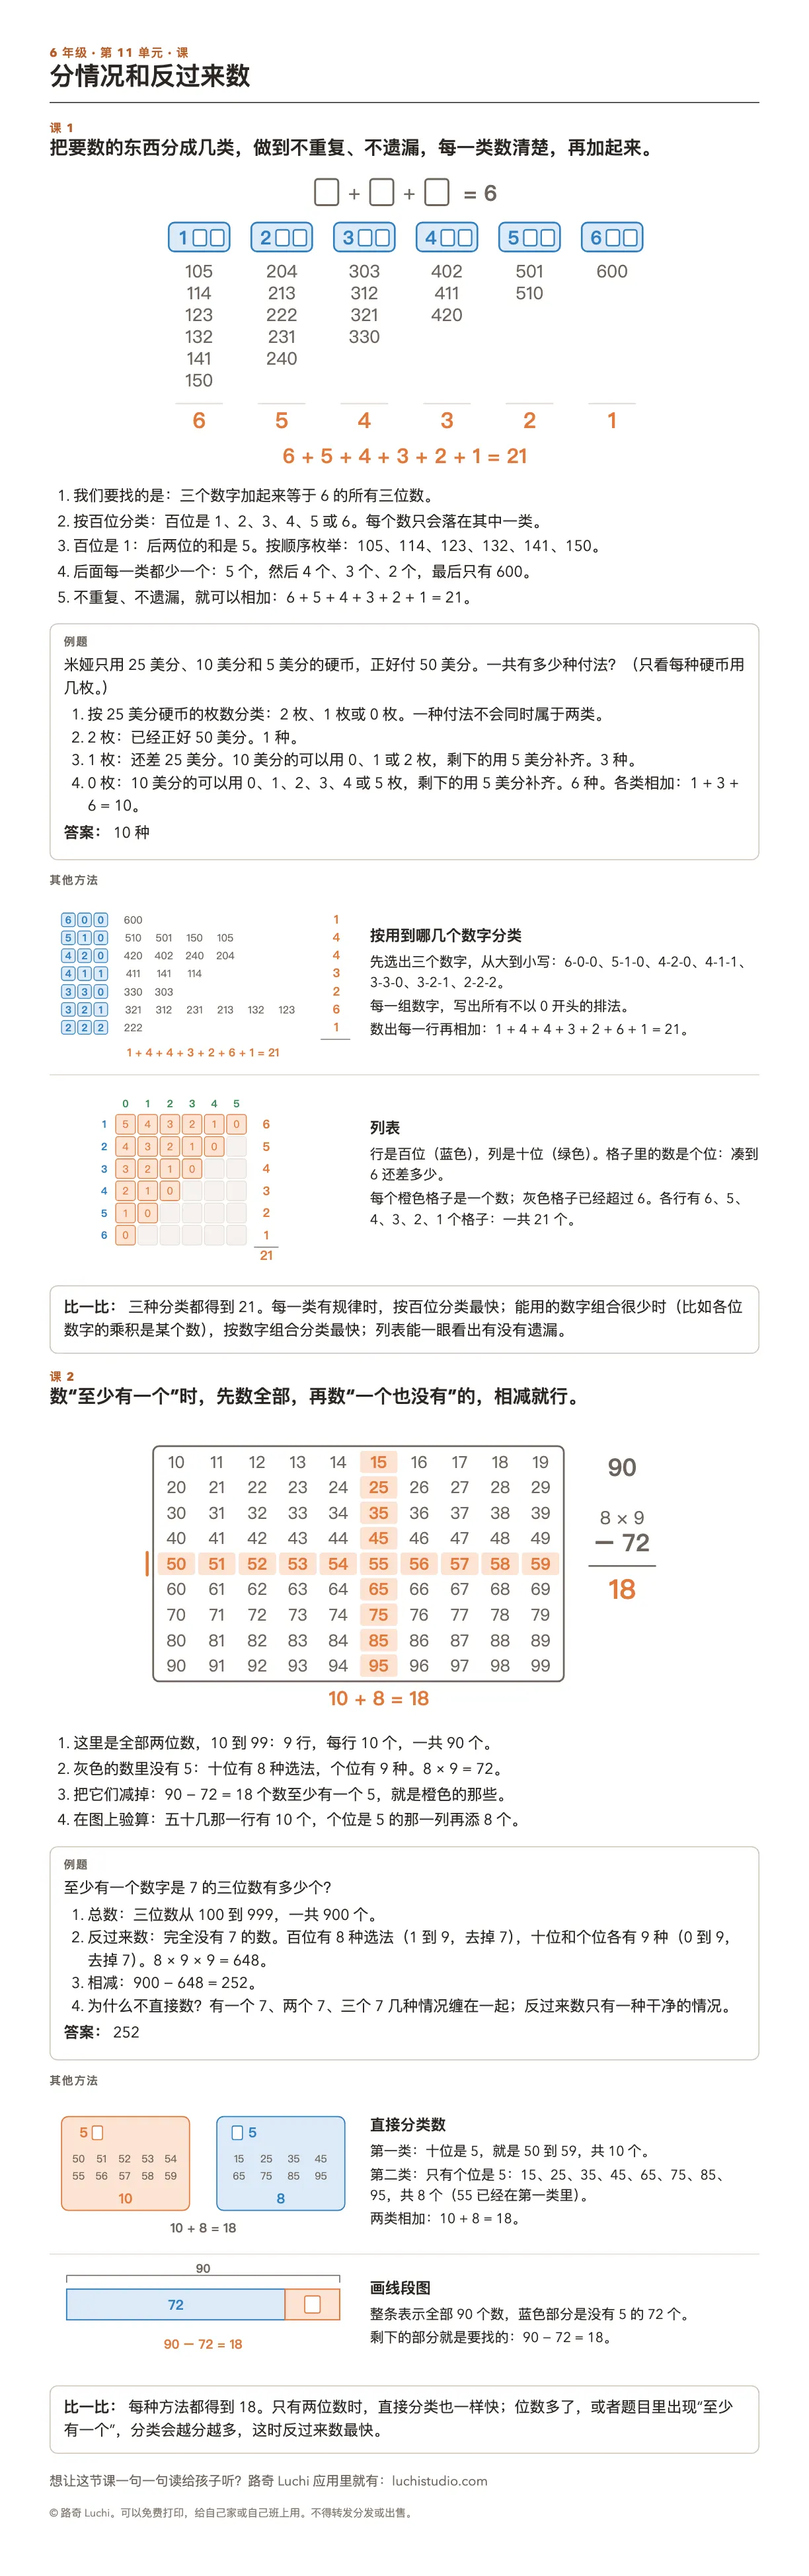 6 年级 · 第 11 单元 · 课
分情况和反过来数
课 1
把要数的东西分成几类，做到不重复、不遗漏，每一类数清楚，再加起来。
□ + □ + □ = 6
1□□ 2□□ 3□□ 4□□ 5□□ 6□□
105 204 303 402 501 600
114 213 312 411 510
123 222 321 420
132 231 330
141 240
150
6 5 4 3 2 1
6 + 5 + 4 + 3 + 2 + 1 = 21
1. 我们要找的是：三个数字加起来等于 6 的所有三位数。
2. 按百位分类：百位是 1、2、3、4、5 或 6。每个数只会落在其中一类。
3. 百位是 1：后两位的和是 5。按顺序枚举：105、114、123、132、141、150。
4. 后面每一类都少一个：5 个，然后 4 个、3 个、2 个，最后只有 600。
5. 不重复、不遗漏，就可以相加：6 + 5 + 4 + 3 + 2 + 1 = 21。
例题
米娅只用 25 美分、10 美分和 5 美分的硬币，正好付 50 美分。一共有多少种付法？（只看每种硬币用
几枚。）
1. 按 25 美分硬币的枚数分类：2 枚、1 枚或 0 枚。一种付法不会同时属于两类。
2. 2 枚：已经正好 50 美分。1 种。
3. 1 枚：还差 25 美分。10 美分的可以用 0、1 或 2 枚，剩下的用 5 美分补齐。3 种。
4. 0 枚：10 美分的可以用 0、1、2、3、4 或 5 枚，剩下的用 5 美分补齐。6 种。各类相加：1 + 3 +
6 = 10。
答案： 10 种
其他方法
6 0 0 600 1
5 1 0 510 501 150 105 4
4 2 0 420 402 240 204 4
4 1 1 411 141 114 3
3 3 0 330 303 2
3 2 1 321 312 231 213 132 123 6
2 2 2 222 1
1 + 4 + 4 + 3 + 2 + 6 + 1 = 21
按用到哪几个数字分类
先选出三个数字，从大到小写：6-0-0、5-1-0、4-2-0、4-1-1、
3-3-0、3-2-1、2-2-2。
每一组数字，写出所有不以 0 开头的排法。
数出每一行再相加：1 + 4 + 4 + 3 + 2 + 6 + 1 = 21。
0 1 2 3 4 5
1 5 4 3 2 1 0 6
2 4 3 2 1 0 5
3 3 2 1 0 4
4 2 1 0 3
5 1 0 2
6 0 1
21
列表
行是百位（蓝色），列是十位（绿色）。格子里的数是个位：凑到
6 还差多少。
每个橙色格子是一个数；灰色格子已经超过 6。各行有 6、5、
4、3、2、1 个格子：一共 21 个。
比一比： 三种分类都得到 21。每一类有规律时，按百位分类最快；能用的数字组合很少时（比如各位
数字的乘积是某个数），按数字组合分类最快；列表能一眼看出有没有遗漏。
课 2
数“至少有一个”时，先数全部，再数“一个也没有”的，相减就行。
10 11 12 13 14 15 16 17 18 19
20 21 22 23 24 25 26 27 28 29
30 31 32 33 34 35 36 37 38 39
40 41 42 43 44 45 46 47 48 49
50 51 52 53 54 55 56 57 58 59
60 61 62 63 64 65 66 67 68 69
70 71 72 73 74 75 76 77 78 79
80 81 82 83 84 85 86 87 88 89
90 91 92 93 94 95 96 97 98 99
10 + 8 = 18
90
8 × 9
− 72
18
1. 这里是全部两位数，10 到 99：9 行，每行 10 个，一共 90 个。
2. 灰色的数里没有 5：十位有 8 种选法，个位有 9 种。8 × 9 = 72。
3. 把它们减掉：90 − 72 = 18 个数至少有一个 5，就是橙色的那些。
4. 在图上验算：五十几那一行有 10 个，个位是 5 的那一列再添 8 个。
例题
至少有一个数字是 7 的三位数有多少个？
1. 总数：三位数从 100 到 999，一共 900 个。
2. 反过来数：完全没有 7 的数。百位有 8 种选法（1 到 9，去掉 7），十位和个位各有 9 种（0 到 9，
去掉 7）。8 × 9 × 9 = 648。
3. 相减：900 − 648 = 252。
4. 为什么不直接数？有一个 7、两个 7、三个 7 几种情况缠在一起；反过来数只有一种干净的情况。
答案： 252
其他方法
5□
50 51 52 53 54
55 56 57 58 59
10
□5
15 25 35 45
65 75 85 95
8
10 + 8 = 18
直接分类数
第一类：十位是 5，就是 50 到 59，共 10 个。
第二类：只有个位是 5：15、25、35、45、65、75、85、
95，共 8 个（55 已经在第一类里）。
两类相加：10 + 8 = 18。
90
72 □
90 − 72 = 18
画线段图
整条表示全部 90 个数，蓝色部分是没有 5 的 72 个。
剩下的部分就是要找的：90 − 72 = 18。
比一比： 每种方法都得到 18。只有两位数时，直接分类也一样快；位数多了，或者题目里出现“至少
有一个”，分类会越分越多，这时反过来数最快。
想让这节课一句一句读给孩子听？路奇 Luchi 应用里就有：luchistudio.com
© 路奇 Luchi。可以免费打印，给自己家或自己班上用。不得转发分发或出售。